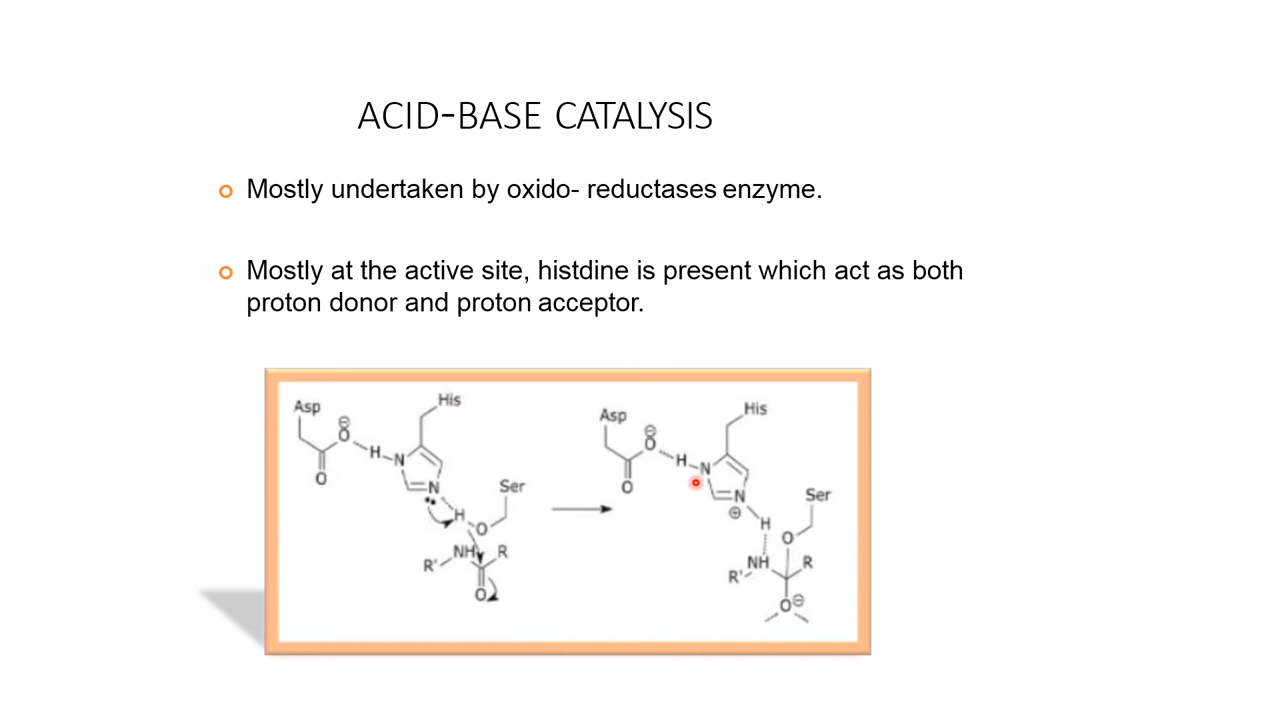 ACID-BASE CATALYSIS
Mostly undertaken by oxido- reductases enzyme.
Mostly at the active site, histdine is present which act as both
proton donor and proton acceptor.
Asp
His
O
H
N
O
N
Ser
H
O
NH
R
R'
O
Asp
His
O
H
N
O
N
Ser
H
O
NH
R
R'
O